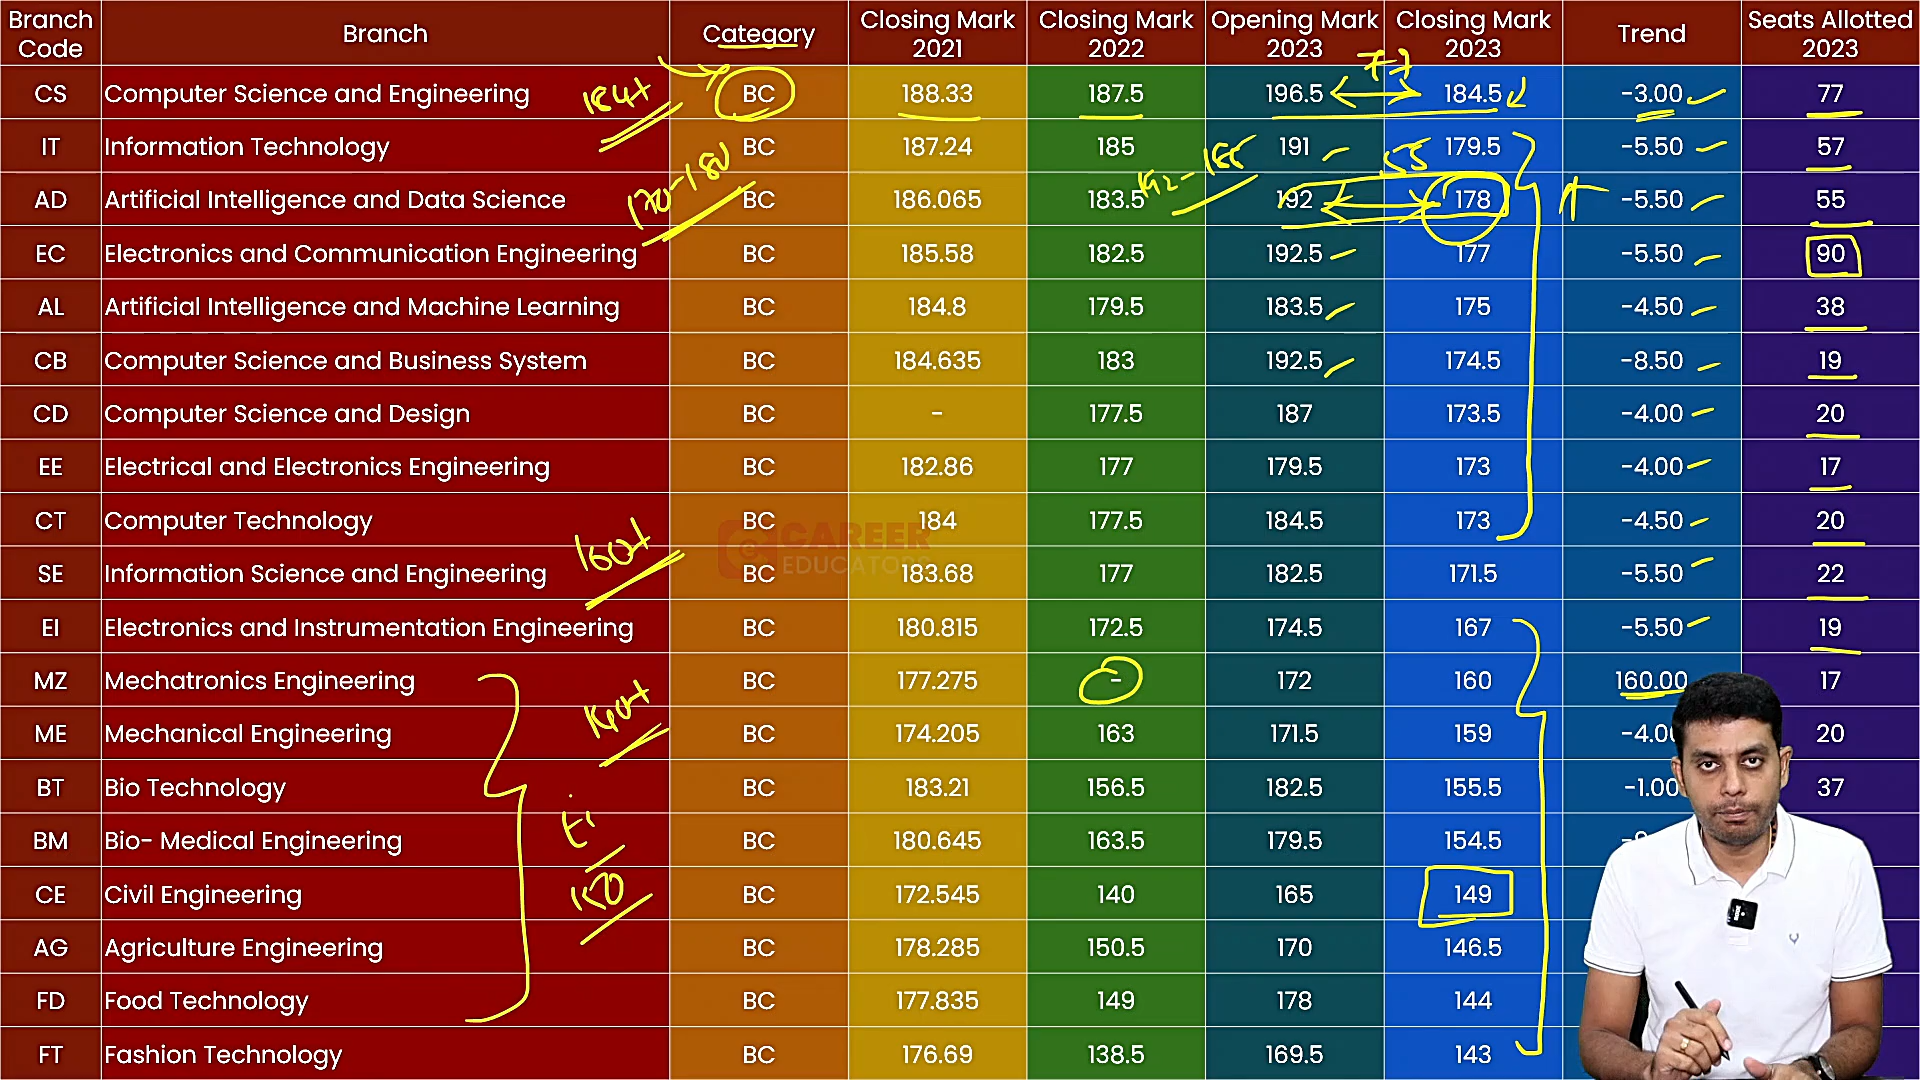 Branch Code | Branch | Category | Closing Mark 2021 | Closing Mark 2022 | Opening Mark 2023 | Closing Mark 2023 | Trend | Seats Allotted 2023
77
CS | Computer Science and Engineering | 184+ | BC | 188.33 | 187.5 | 196.5 | 184.5 | -3.00 | 77
IT | Information Technology | BC | 187.24 | 185 | 191 | 179.5 | -5.50 | 57
170-180 | 55
AD | Artificial Intelligence and Data Science | BC | 186.065 | 183.5 | 192 | 178 | -5.50 | 55
EC | Electronics and Communication Engineering | BC | 185.58 | 182.5 | 192.5 | 177 | -5.50 | 90
AL | Artificial Intelligence and Machine Learning | BC | 184.8 | 179.5 | 183.5 | 175 | -4.50 | 38
CB | Computer Science and Business System | BC | 184.635 | 183 | 192.5 | 174.5 | -8.50 | 19
CD | Computer Science and Design | BC | - | 177.5 | 187 | 173.5 | -4.00 | 20
EE | Electrical and Electronics Engineering | BC | 182.86 | 177 | 179.5 | 173 | -4.00 | 17
CT | Computer Technology | BC | 184 | 177.5 | 184.5 | 173 | -4.50 | 20
160+ | CAREER EDUCATORS
SE | Information Science and Engineering | BC | 183.68 | 177 | 182.5 | 171.5 | -5.50 | 22
EI | Electronics and Instrumentation Engineering | BC | 180.815 | 172.5 | 174.5 | 167 | -5.50 | 19
MZ | Mechatronics Engineering | BC | 177.275 | - | 172 | 160 | 160.00 | 17
140+
ME | Mechanical Engineering | BC | 174.205 | 163 | 171.5 | 159 | -4.00 | 20
BT | Bio Technology | BC | 183.21 | 156.5 | 182.5 | 155.5 | -1.00 | 37
BM | Bio- Medical Engineering | BC | 180.645 | 163.5 | 179.5 | 154.5
CE | Civil Engineering | 150 | BC | 172.545 | 140 | 165 | 149
AG | Agriculture Engineering | BC | 178.285 | 150.5 | 170 | 146.5
FD | Food Technology | BC | 177.835 | 149 | 178 | 144
FT | Fashion Technology | BC | 176.69 | 138.5 | 169.5 | 143